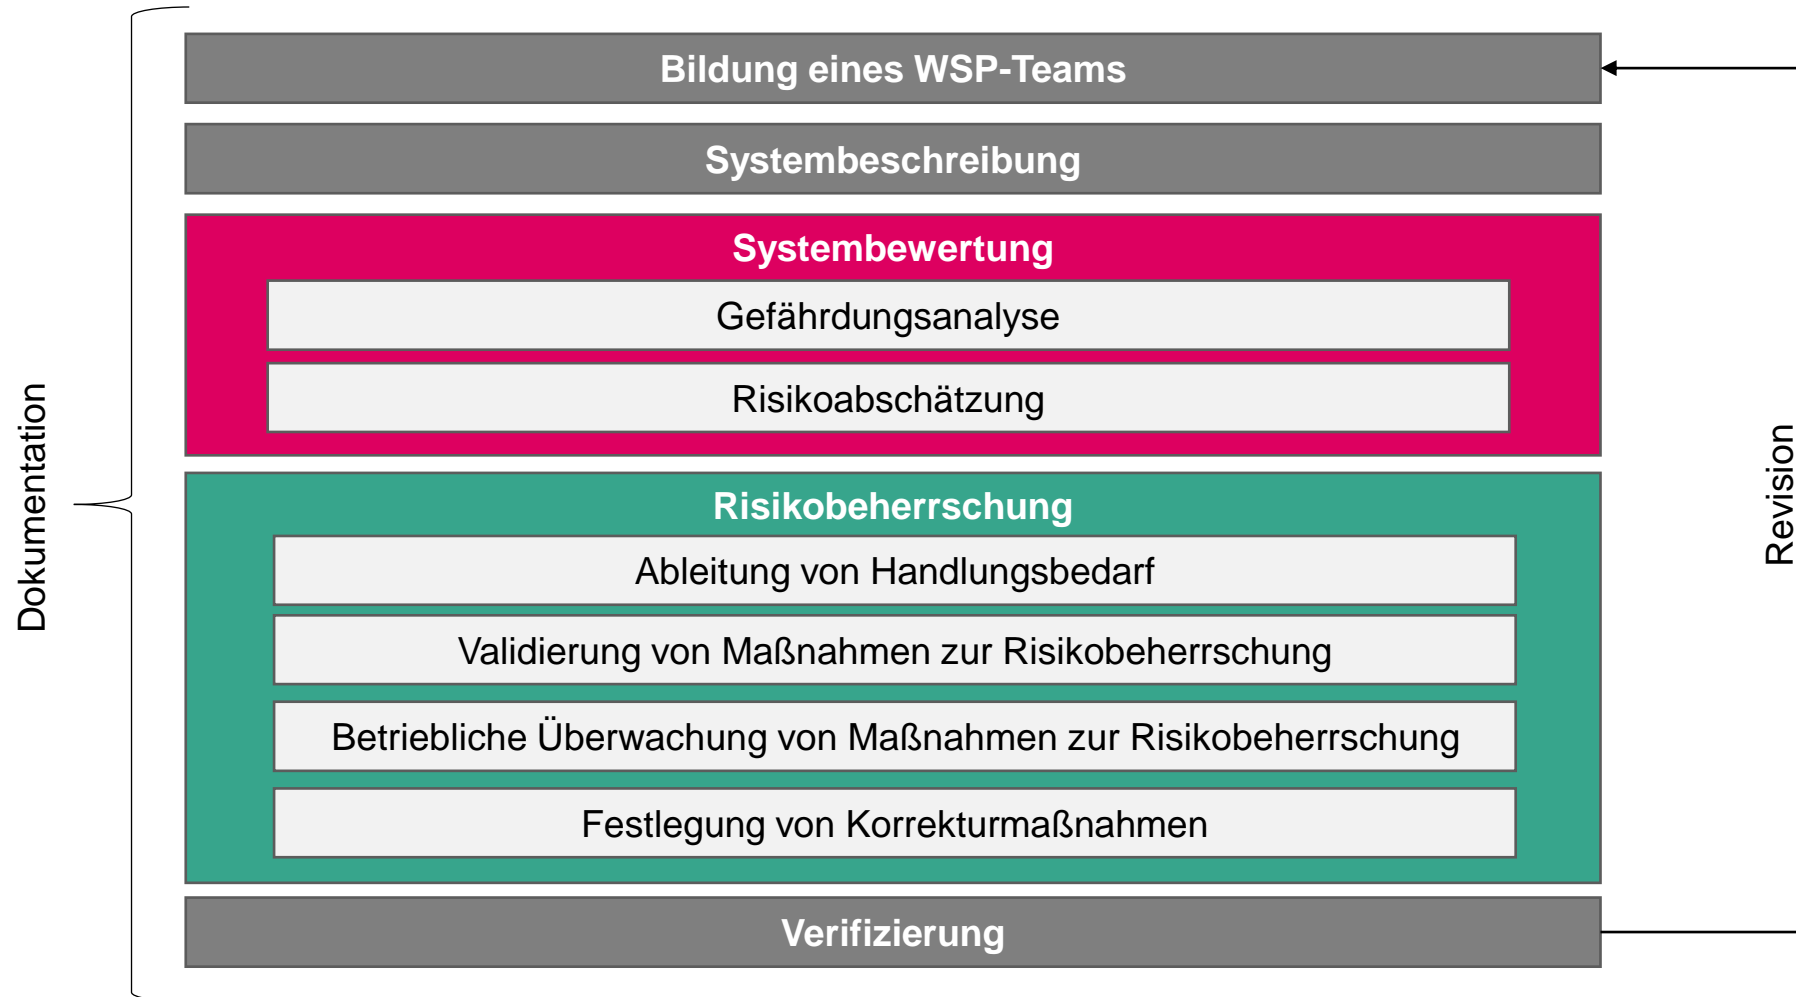 Bildung eines WSP-Teams
Systembeschreibung
Systembewertung
Gefährdungsanalyse
Risikoabschätzung
Risikobeherrschung
Ableitung von Handlungsbedarf
Validierung von Maßnahmen zur Risikobeherrschung
Betriebliche Überwachung von Maßnahmen zur Risikobeherrschung
Festlegung von Korrekturmaßnahmen
Verifizierung
Dokumentation
Revision